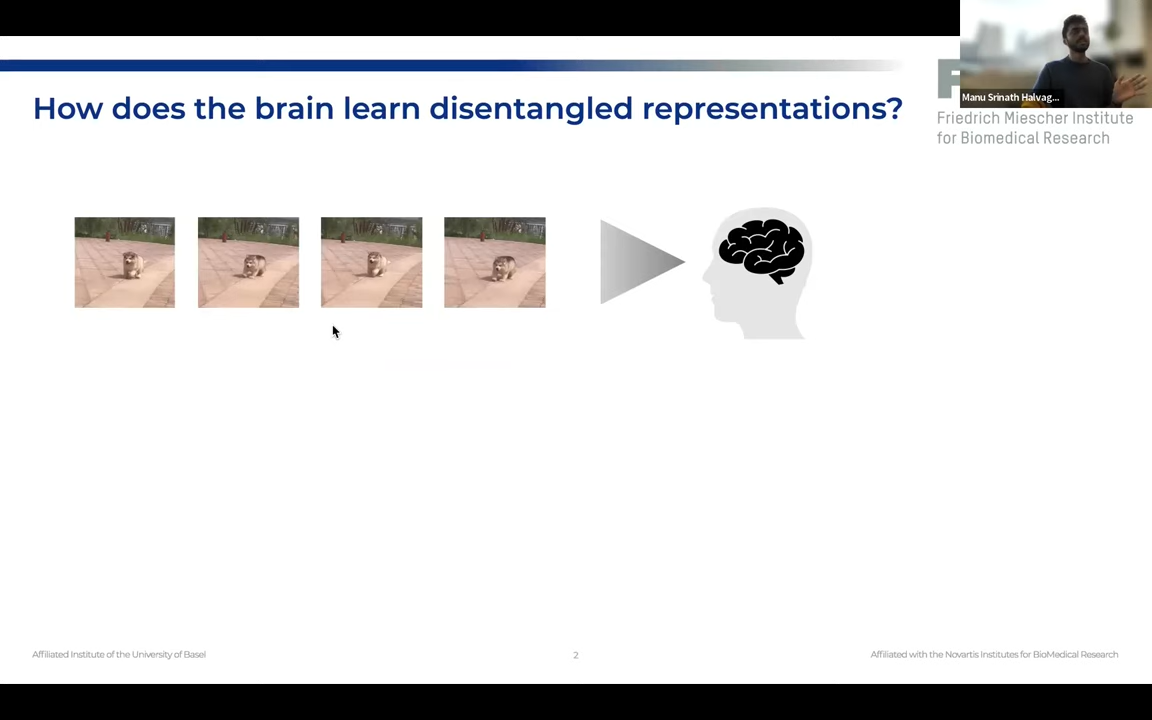 How does the brain learn disentangled representations?
F
Manu Srinath Halvag...
Friedrich Miescher Institute
for Biomedical Research
Affiliated Institute of the University of Basel
2
Affiliated with the Novartis Institutes for BioMedical Research